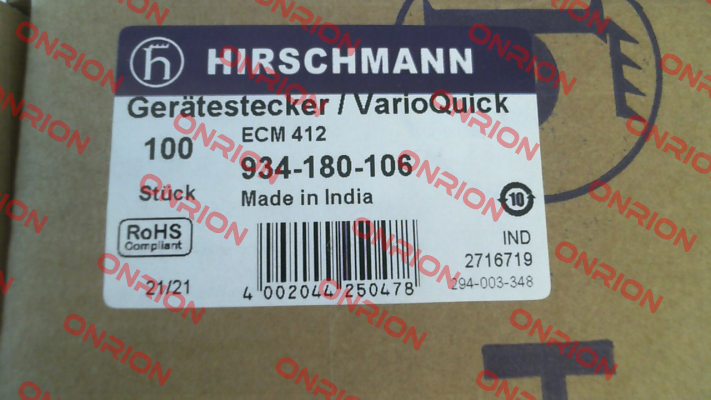 HIRSCHMANN
Gerätestecker / VarioQuick
ECM 412
100 934-180-106
Stück Made in India
10
RoHS
Compliant
IND
2716719
21/21
4 002044 250478
294-003-348
ONRION